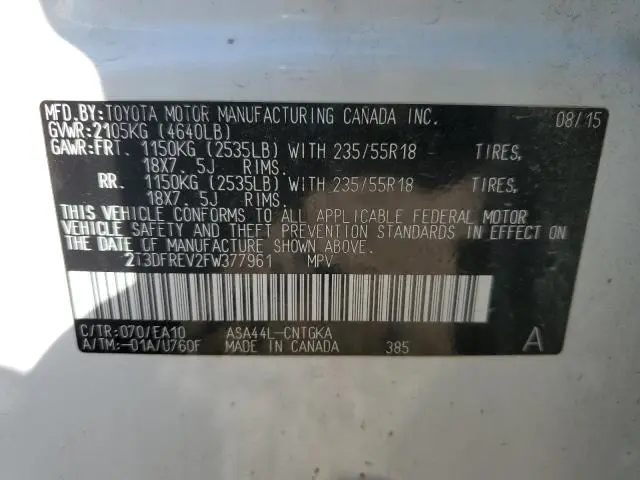 MFD.BY:TOYOTA MOTOR MANUFACTURING CANADA INC. 08/15
GVWR:2105KG (4640LB)
GAWR:FRT. 1150KG (2535LB) WITH 235/55R18 TIRES,
18X7. 5J RIMS.
RR. 1150KG (2535LB) WITH 235/55R18 TIRES,
18X7. 5J RIMS.
THIS VEHICLE CONFORMS TO ALL APPLICABLE FEDERAL MOTOR
VEHICLE SAFETY AND THEFT PREVENTION STANDARDS IN EFFECT ON
THE DATE OF MANUFACTURE SHOWN ABOVE.
2T3DFREV2FW377961 MPV
C/TR:070/EA10 ASA44L-CNTGKA
A/TM:-01A/U760F MADE IN CANADA 385 A